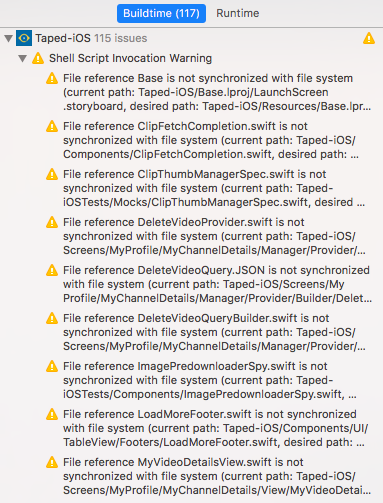 Buildtime (117) Runtime
Taped-iOS 115 issues
Shell Script Invocation Warning
File reference Base is not synchronized with file system
(current path: Taped-iOS/Base.lproj/LaunchScreen
.storyboard, desired path: Taped-iOS/Resources/Base.lpr...
File reference ClipFetchCompletion.swift is not
synchronized with file system (current path: Taped-iOS/
Components/ClipFetchCompletion.swift, desired path: ...
File reference ClipThumbManagerSpec.swift is not
synchronized with file system (current path: Taped-
iOSTests/Mocks/ClipThumbManagerSpec.swift, desired ...
File reference DeleteVideoProvider.swift is not
synchronized with file system (current path: Taped-iOS/
Screens/MyProfile/MyChannelDetails/Manager/Provider/...
File reference DeleteVideoQuery.JSON is not synchronized
with file system (current path: Taped-iOS/Screens/My
Profile/MyChannelDetails/Manager/Provider/Builder/Delet...
File reference DeleteVideoQueryBuilder.swift is not
synchronized with file system (current path: Taped-iOS/
Screens/MyProfile/MyChannelDetails/Manager/Provider/...
File reference ImagePredownloaderSpy.swift is not
synchronized with file system (current path: Taped-
iOSTests/Components/ImagePredownloaderSpy.swift, ...
File reference LoadMoreFooter.swift is not synchronized
with file system (current path: Taped-iOS/Components/UI/
TableView/Footers/LoadMoreFooter.swift, desired path: ...
File reference MyVideoDetailsView.swift is not
synchronized with file system (current path: Taped-iOS/
Screens/MyProfile/MyChannelDetails/View/MyVideoDetai...